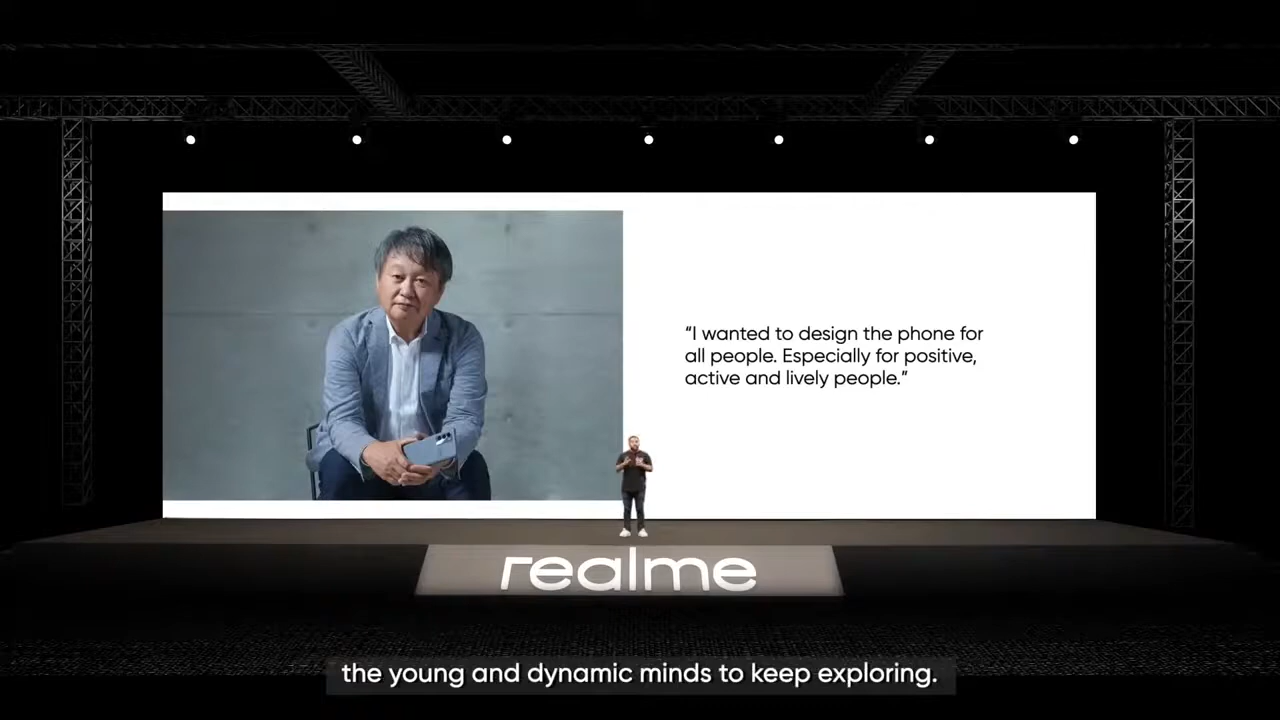 “I wanted to design the phone for
all people. Especially for positive,
active and lively people.”
realme
the young and dynamic minds to keep exploring.